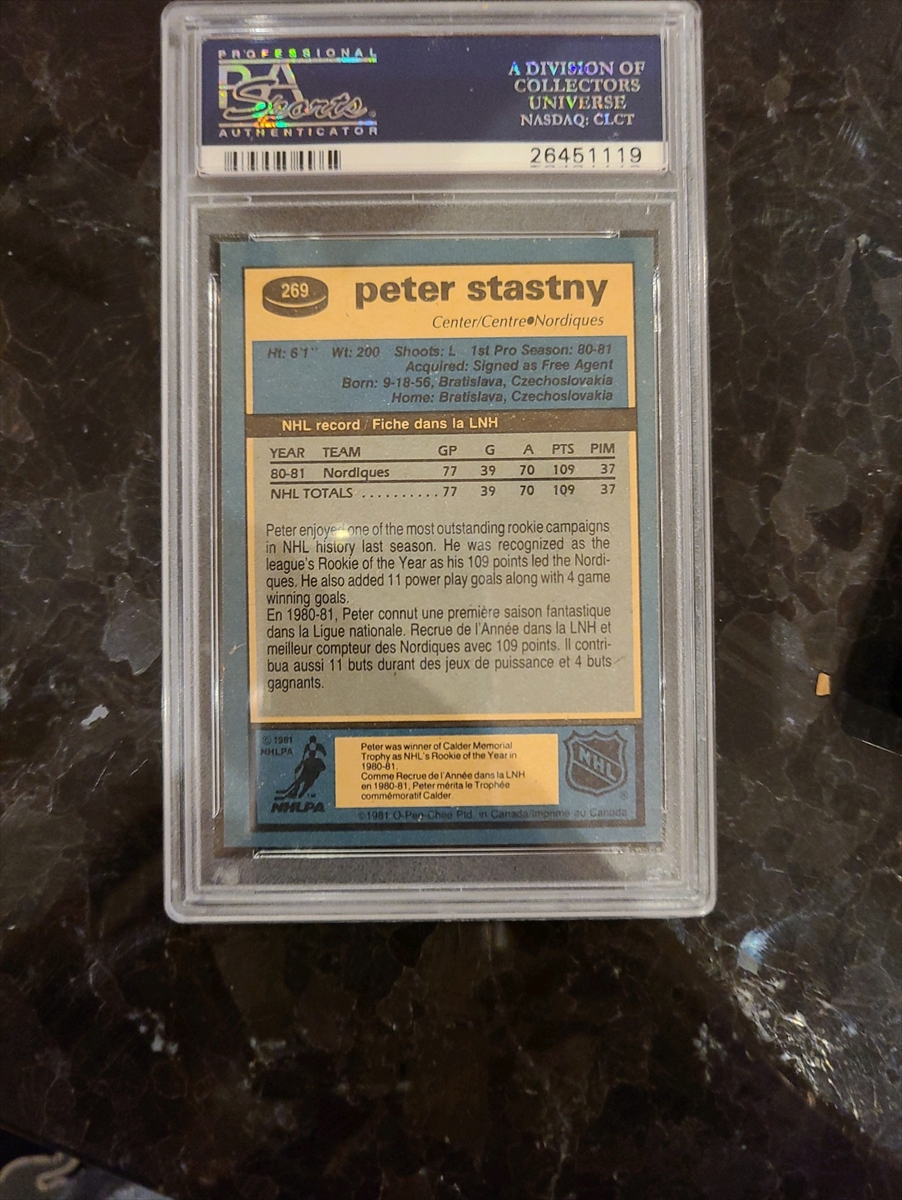 PROFESSIONAL
PSA
Sports
AUTHENTICATOR
A DIVISION OF
COLLECTORS
UNIVERSE
NASDAQ: CLCT
26451119
269
peter stastny
Center/Centre●Nordiques
Ht: 6'1" Wt: 200 Shoots: L 1st Pro Season: 80-81
Acquired: Signed as Free Agent
Born: 9-18-56, Bratislava, Czechoslovakia
Home: Bratislava, Czechoslovakia
NHL record / Fiche dans la LNH
YEAR TEAM GP G A PTS PIM
80-81 Nordiques 77 39 70 109 37
NHL TOTALS .......... 77 39 70 109 37
Peter enjoyed one of the most outstanding rookie campaigns
in NHL history last season. He was recognized as the
league's Rookie of the Year as his 109 points led the Nordi-
ques. He also added 11 power play goals along with 4 game
winning goals.
En 1980-81, Peter connut une première saison fantastique
dans la Ligue nationale. Recrue de l'Année dans la LNH et
meilleur compteur des Nordiques avec 109 points. Il contri-
bua aussi 11 buts durant des jeux de puissance et 4 buts
gagnants.
© 1981
NHLPA
NHLPA
Peter was winner of Calder Memorial
Trophy as NHL's Rookie of the Year in
1980-81.
Comme Recrue de l'Année dans la LNH
en 1980-81, Peter mérita le Trophée
commémoratif Calder.
NHL
©1981 O-Pee-Chee Ptd. in Canada/Imprimé au Canada